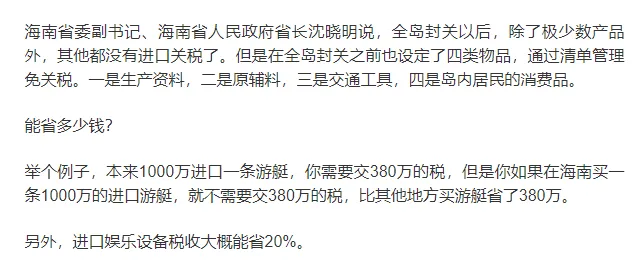 海南省委副书记、海南省人民政府省长沈晓明说，全岛封关以后，除了极少数产品
外，其他都没有进口关税了。但是在全岛封关之前也设定了四类物品，通过清单管理
免关税。一是生产资料，二是原辅料，三是交通工具，四是岛内居民的消费品。
能省多少钱？
举个例子，本来1000万进口一条游艇，你需要交380万的税，但是你如果在海南买一
条1000万的进口游艇，就不需要交380万的税，比其他地方买游艇省了380万。
另外，进口娱乐设备税收大概能省20%。